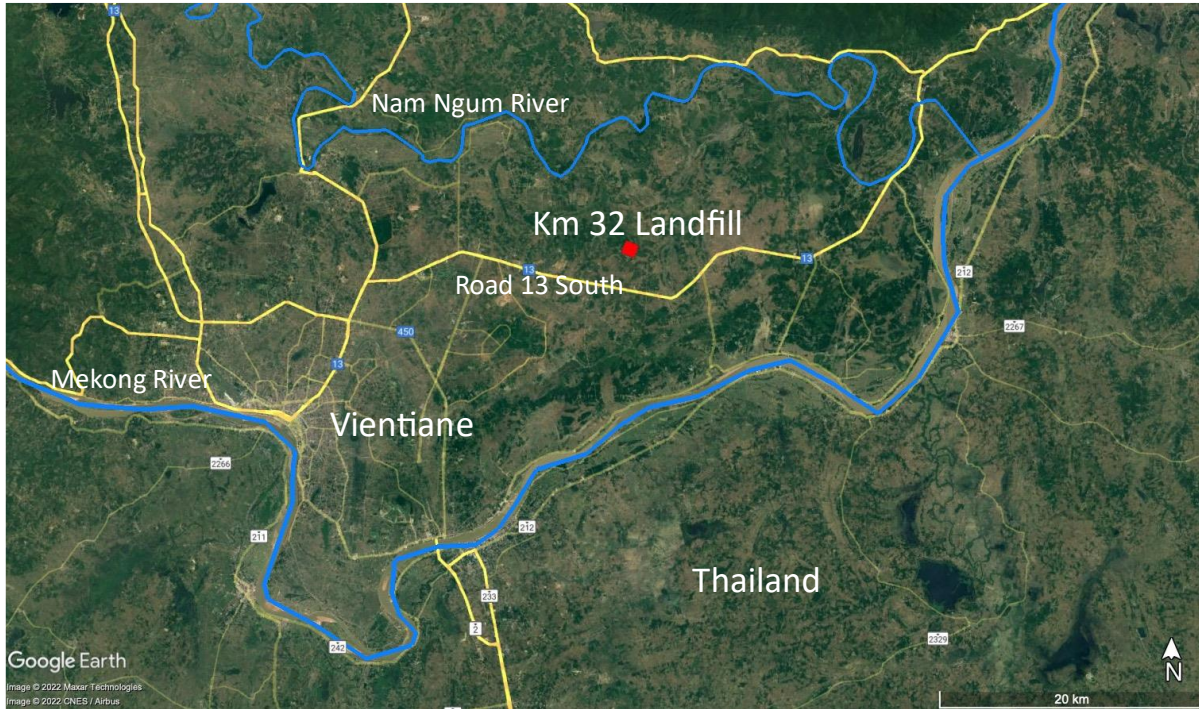 13
Nam Ngum River
Km 32 Landfill
13
13
Road 13 South
212
2267
450
13
Mekong River
Vientiane
2266
211
212
Thailand
233
2
242
2329
Google Earth
Image © 2022 Maxar Technologies
Image © 2022 CNES / Airbus
N
20 km